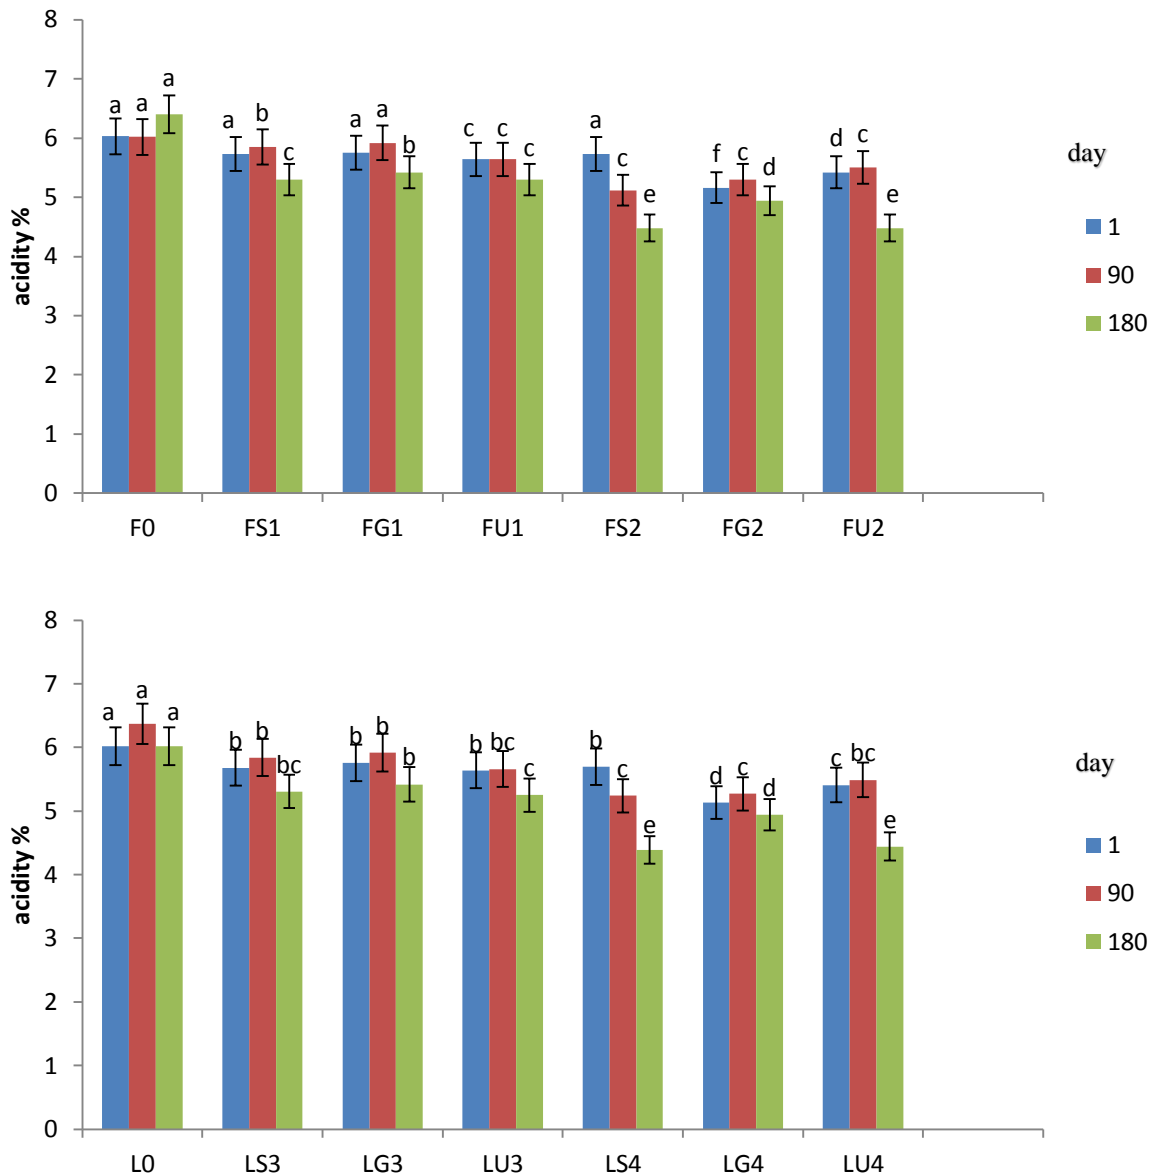 8
7
6
5
4
3
2
1
0
acidity %
a a a
a b c
a a b
c c c
a c e
f c d
d c e
F0 FS1 FG1 FU1 FS2 FG2 FU2
day
1
90
180
8
7
6
5
4
3
2
1
0
acidity %
a a a
b b bc
b b b
b bc c
b c e
d c d
c bc e
L0 LS3 LG3 LU3 LS4 LG4 LU4
day
1
90
180